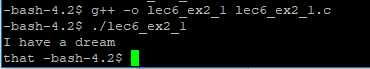 -bash-4.2$ g++ -o lec6_ex2_1 lec6_ex2_1.c
-bash-4.2$ ./lec6_ex2_1
I have a dream
that -bash-4.2$